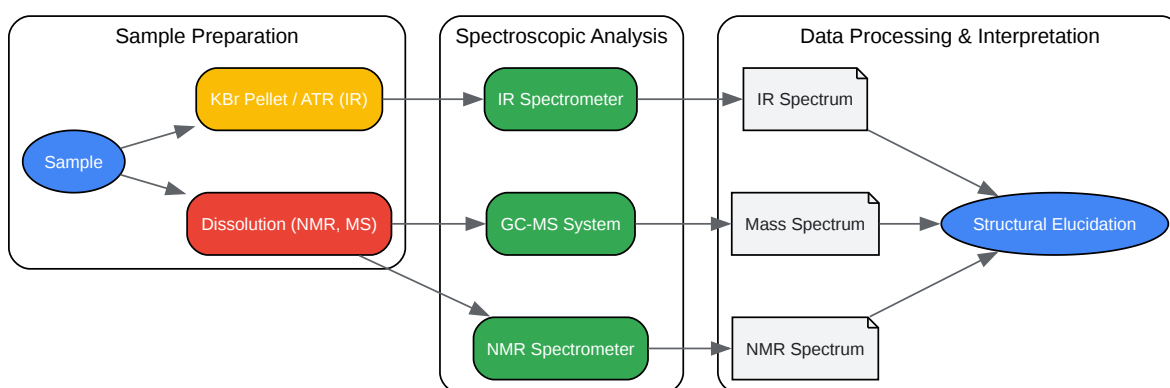 Sample Preparation
Spectroscopic Analysis
Data Processing & Interpretation
KBr Pellet / ATR (IR)
IR Spectrometer
IR Spectrum
Sample
Dissolution (NMR, MS)
GC-MS System
Mass Spectrum
Structural Elucidation
NMR Spectrometer
NMR Spectrum